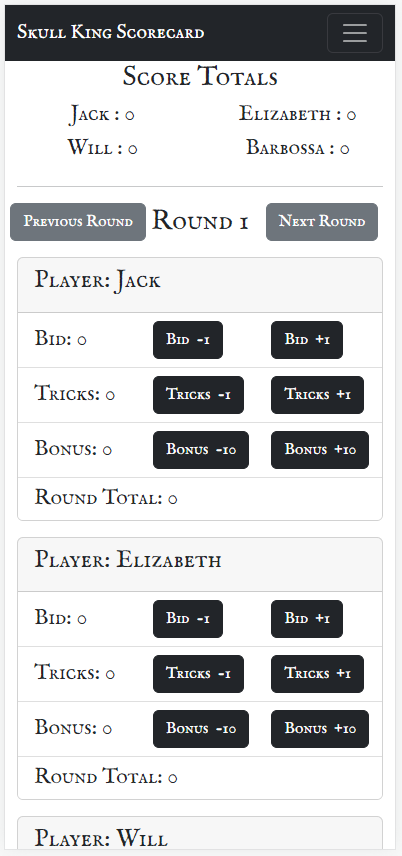 Skull King Scorecard
Score Totals
Jack : 0 Elizabeth : 0
Will : 0 Barbossa : 0
Previous Round Round 1 Next Round
Player: Jack
Bid: 0 Bid -1 Bid +1
Tricks: 0 Tricks -1 Tricks +1
Bonus: 0 Bonus -10 Bonus +10
Round Total: 0
Player: Elizabeth
Bid: 0 Bid -1 Bid +1
Tricks: 0 Tricks -1 Tricks +1
Bonus: 0 Bonus -10 Bonus +10
Round Total: 0
Player: Will